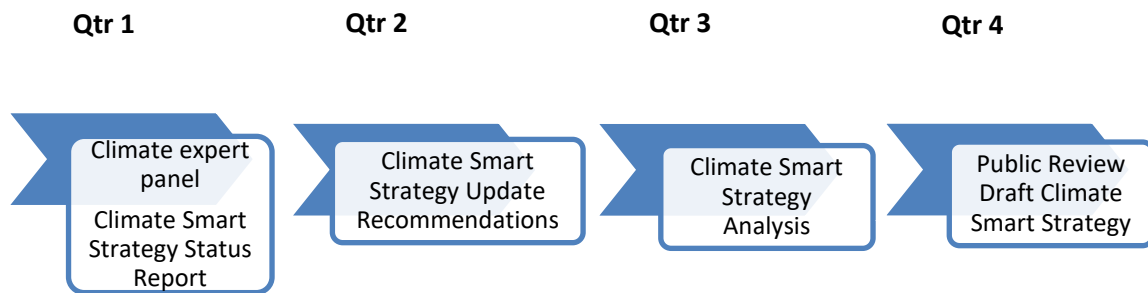 Qtr 1
Qtr 2
Qtr 3
Qtr 4
Climate expert
panel
Climate Smart
Strategy Status
Report
Climate Smart
Strategy Update
Recommendations
Climate Smart
Strategy
Analysis
Public Review
Draft Climate
Smart Strategy